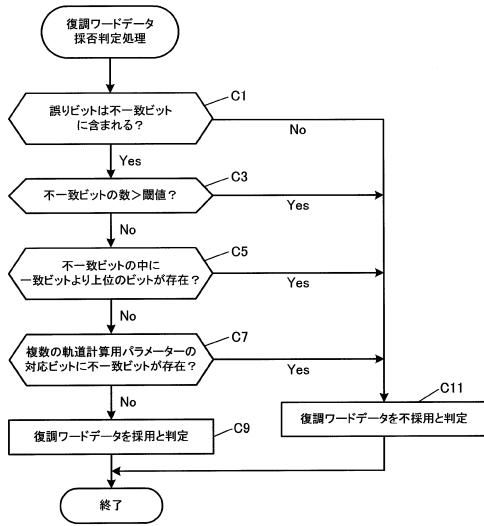 復調ワードデータ
採否判定処理
C1
誤りビットは不一致ビット
に含まれる？
No
Yes
C3
不一致ビットの数＞閾値？
Yes
No
C5
不一致ビットの中に
一致ビットより上位のビットが存在？
Yes
No
C7
複数の軌道計算用パラメーターの
対応ビットに不一致ビットが存在？
Yes
No
C11
C9
復調ワードデータを採用と判定
復調ワードデータを不採用と判定
終了